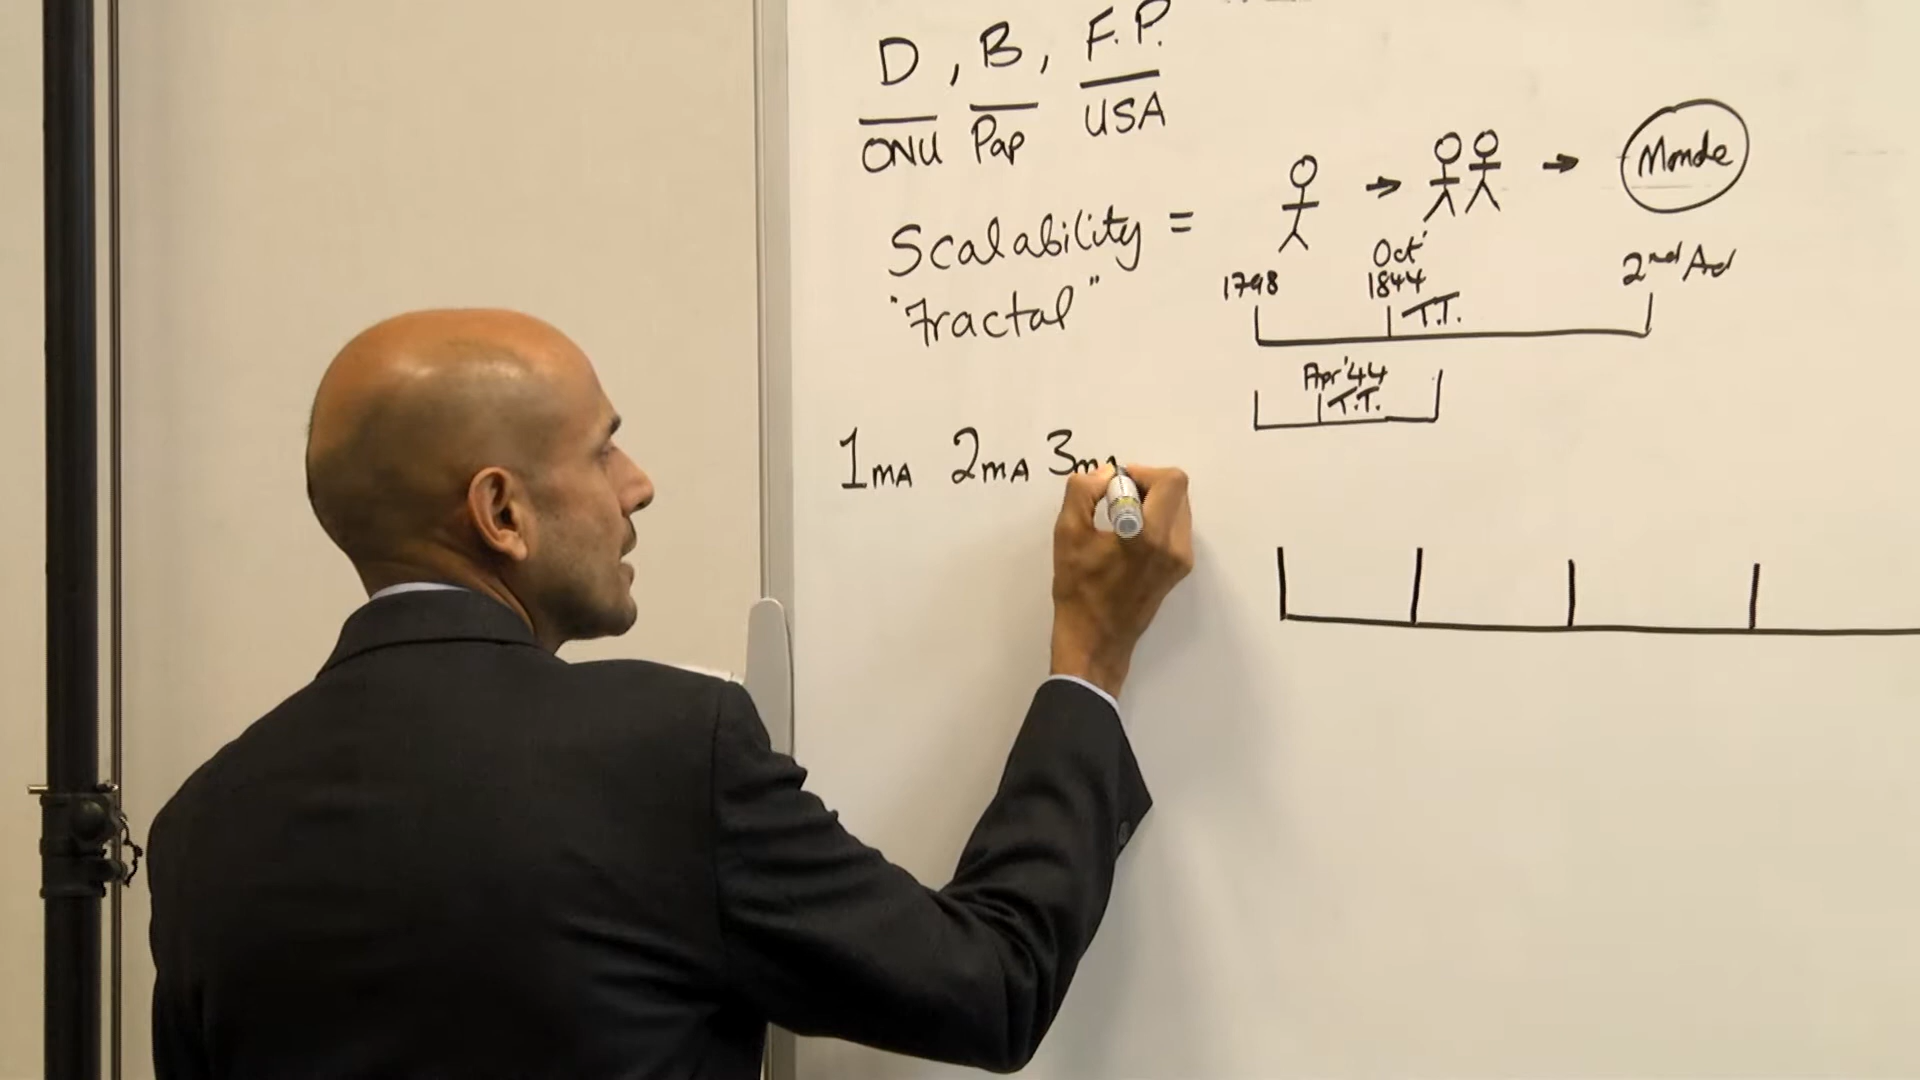 D, B, F.P.
ONU Pap USA
Scalability =
"Fractal"
Monde
1798
Oct'
1844
T.T.
2nd Ad
Apr '44
T.T.
1mA 2mA 3mA